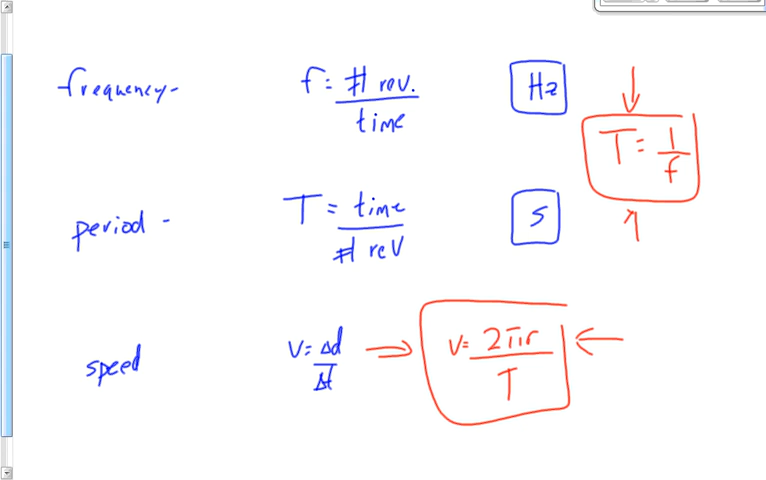 frequency- f = # rev. / time Hz
T = 1 / f
period - T = time / # rev s
speed v = Δd / Δt → v = 2πr / T ←